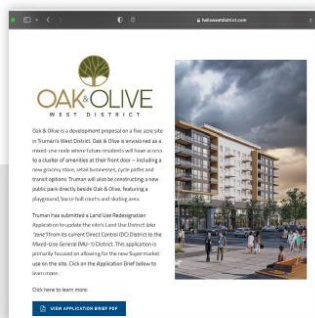 hellowestdistrict.com
OAK & OLIVE
WEST DISTRICT
Oak & Olive is a development proposal on a five acre site
in Truman's West District. Oak & Olive is envisioned as a
mixed-use node where future residents will have access
to a cluster of amenities at their front door – including a
new grocery store, retail businesses, cycle paths and
transit options. Truman will also be constructing a new
public park directly beside Oak & Olive, featuring a
playground, bocce ball courts and skating area.
Truman has submitted a Land Use Redesignation
Application to update the site's Land Use District (aka
'zone') from its current Direct Control (DC) District to the
Mixed-Use General (MU-1) District. This application is
primarily focused on allowing for the new Supermarket
use on the site. Click on the Application Brief below to
learn more.
Click here to learn more:
VIEW APPLICATION BRIEF PDF